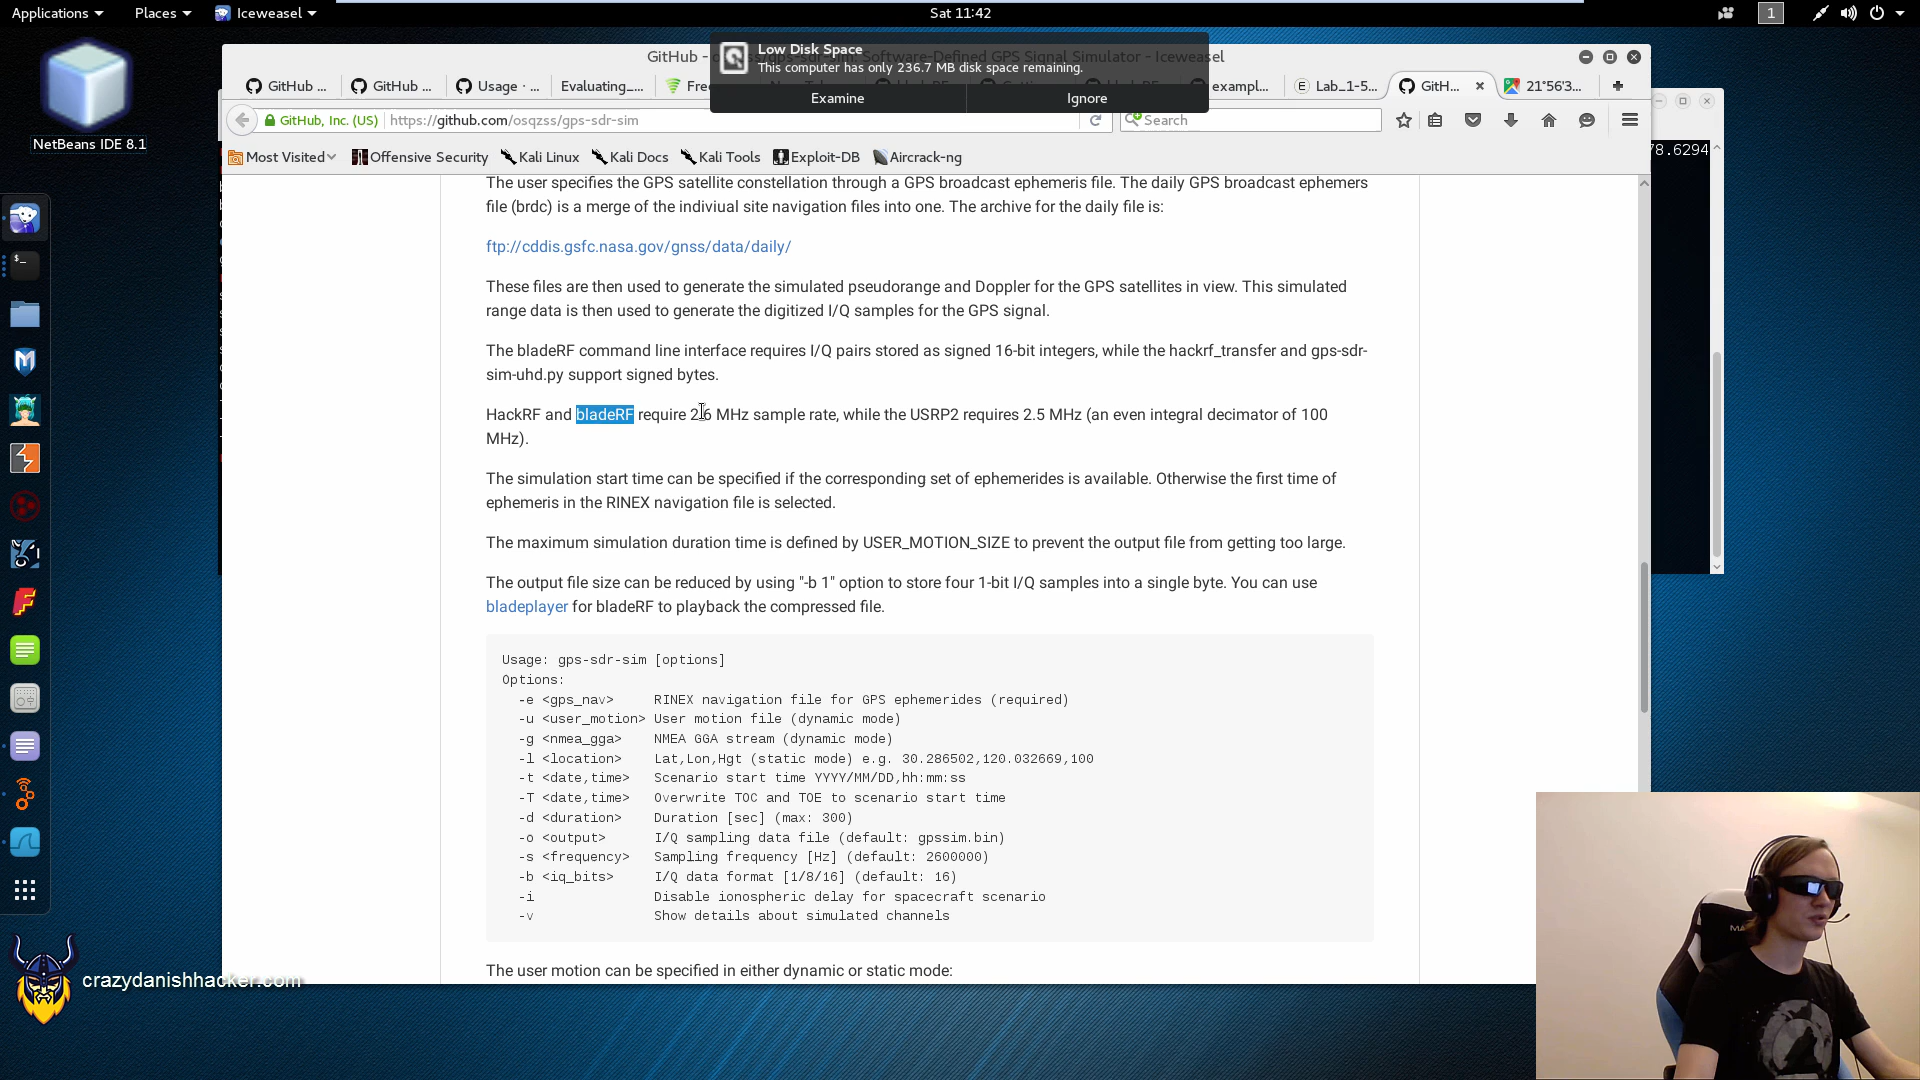 Applications
Places
Iceweasel
Sat 11:42
1
NetBeans IDE 8.1
GitHub - osqzss/gps-sdr-sim: Software-Defined GPS Signal Simulator - Iceweasel
Low Disk Space
This computer has only 236.7 MB disk space remaining.
Examine
Ignore
GitHub ...
GitHub ...
Usage · ...
Evaluating_...
exampl...
Lab_1-5...
GitH...
21°56'3...
GitHub, Inc. (US)
https://github.com/osqzss/gps-sdr-sim
Search
Most Visited
Offensive Security
Kali Linux
Kali Docs
Kali Tools
Exploit-DB
Aircrack-ng
78.6294
The user specifies the GPS satellite constellation through a GPS broadcast ephemeris file. The daily GPS broadcast ephemers
file (brdc) is a merge of the indiviual site navigation files into one. The archive for the daily file is:
ftp://cddis.gsfc.nasa.gov/gnss/data/daily/
These files are then used to generate the simulated pseudorange and Doppler for the GPS satellites in view. This simulated
range data is then used to generate the digitized I/Q samples for the GPS signal.
The bladeRF command line interface requires I/Q pairs stored as signed 16-bit integers, while the hackrf_transfer and gps-sdr-
sim-uhd.py support signed bytes.
HackRF and bladeRF require 2.6 MHz sample rate, while the USRP2 requires 2.5 MHz (an even integral decimator of 100
MHz).
The simulation start time can be specified if the corresponding set of ephemerides is available. Otherwise the first time of
ephemeris in the RINEX navigation file is selected.
The maximum simulation duration time is defined by USER_MOTION_SIZE to prevent the output file from getting too large.
The output file size can be reduced by using "-b 1" option to store four 1-bit I/Q samples into a single byte. You can use
bladeplayer for bladeRF to playback the compressed file.
Usage: gps-sdr-sim [options]
Options:
-e <gps_nav> RINEX navigation file for GPS ephemerides (required)
-u <user_motion> User motion file (dynamic mode)
-g <nmea_gga> NMEA GGA stream (dynamic mode)
-l <location> Lat,Lon,Hgt (static mode) e.g. 30.286502,120.032669,100
-t <date,time> Scenario start time YYYY/MM/DD,hh:mm:ss
-T <date,time> Overwrite TOC and TOE to scenario start time
-d <duration> Duration [sec] (max: 300)
-o <output> I/Q sampling data file (default: gpssim.bin)
-s <frequency> Sampling frequency [Hz] (default: 2600000)
-b <iq_bits> I/Q data format [1/8/16] (default: 16)
-i Disable ionospheric delay for spacecraft scenario
-v Show details about simulated channels
The user motion can be specified in either dynamic or static mode:
crazydanishhacker.com